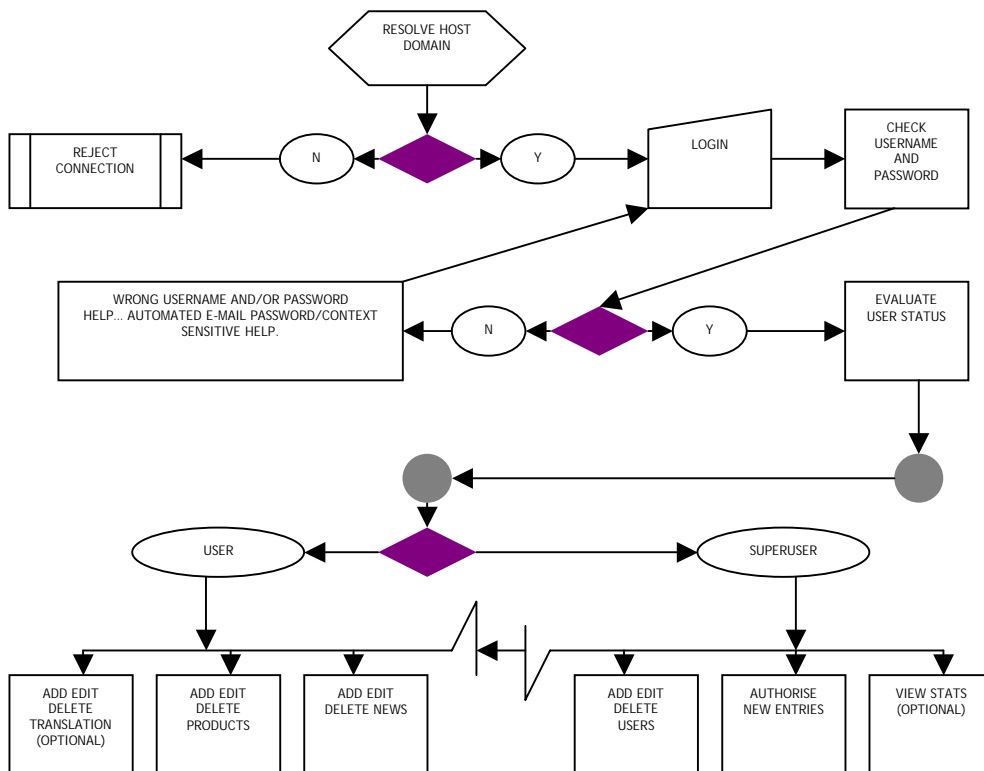 RESOLVE HOST
DOMAIN
REJECT
CONNECTION
N
Y
LOGIN
CHECK
USERNAME
AND
PASSWORD
WRONG USERNAME AND/OR PASSWORD
HELP... AUTOMATED E-MAIL PASSWORD/CONTEXT
SENSITIVE HELP.
N
Y
EVALUATE
USER STATUS
USER
SUPERUSER
ADD EDIT
DELETE
TRANSLATION
(OPTIONAL)
ADD EDIT
DELETE
PRODUCTS
ADD EDIT
DELETE NEWS
ADD EDIT
DELETE
USERS
AUTHORISE
NEW ENTRIES
VIEW STATS
(OPTIONAL)